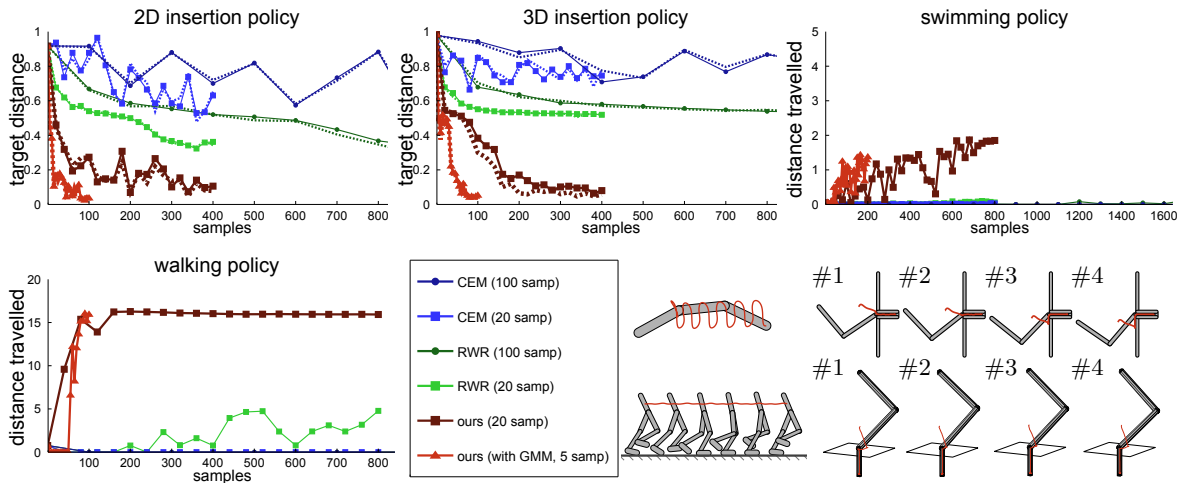 2D insertion policy
target distance
1
0.8
0.6
0.4
0.2
0
100 200 300 400 500 600 700 800
samples
3D insertion policy
target distance
1
0.8
0.6
0.4
0.2
0
100 200 300 400 500 600 700 800
samples
swimming policy
distance travelled
5
4
3
2
1
0
200 400 600 800 1000 1200 1400 1600
samples
walking policy
distance travelled
20
15
10
5
0
100 200 300 400 500 600 700 800
samples
CEM (100 samp)
CEM (20 samp)
RWR (100 samp)
RWR (20 samp)
ours (20 samp)
ours (with GMM, 5 samp)
#1 #2 #3 #4
#1 #2 #3 #4